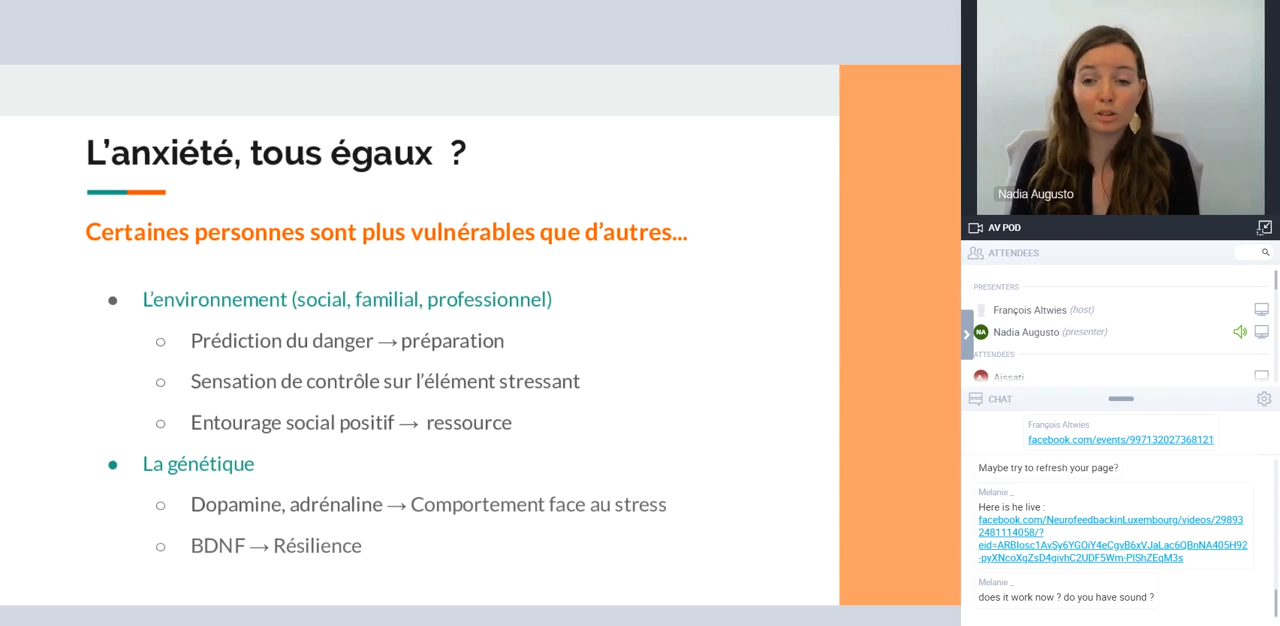 L'anxiété, tous égaux ?
Certaines personnes sont plus vulnérables que d'autres...
● L'environnement (social, familial, professionnel)
○ Prédiction du danger → préparation
○ Sensation de contrôle sur l'élément stressant
○ Entourage social positif → ressource
● La génétique
○ Dopamine, adrénaline → Comportement face au stress
○ BDNF → Résilience
Nadia Augusto
AV POD
ATTENDEES
PRESENTERS
François Altwies (host)
NA Nadia Augusto (presenter)
ATTENDEES
Aissati
CHAT
François Altwies
facebook.com/events/997132027368121
Maybe try to refresh your page?
Melanie _
Here is he live :
facebook.com/NeurofeedbackinLuxembourg/videos/29893
2481114058/?
Melanie _
does it work now ? do you have sound ?